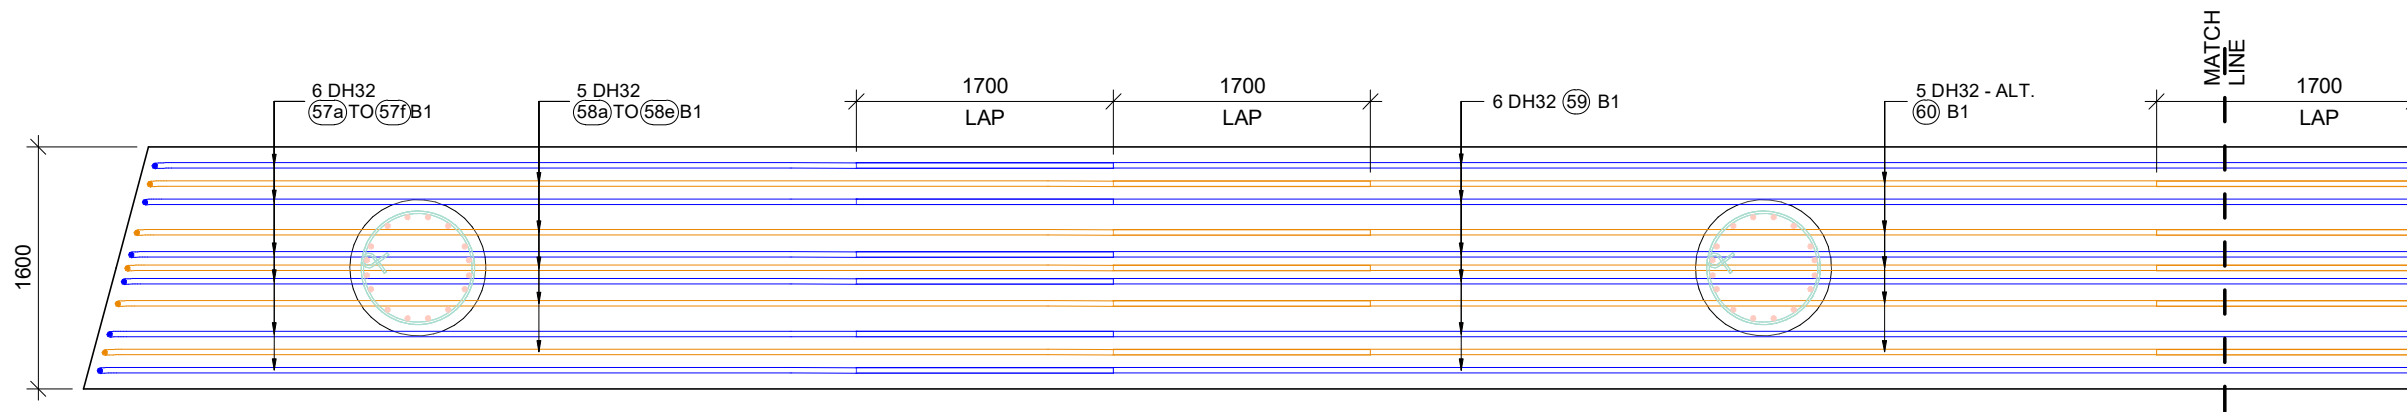 6 DH32
57a TO 57f B1
5 DH32
58a TO 58e B1
1700
LAP
1700
LAP
6 DH32 59 B1
5 DH32 - ALT.
60 B1
MATCH
LINE
1700
LAP
1600